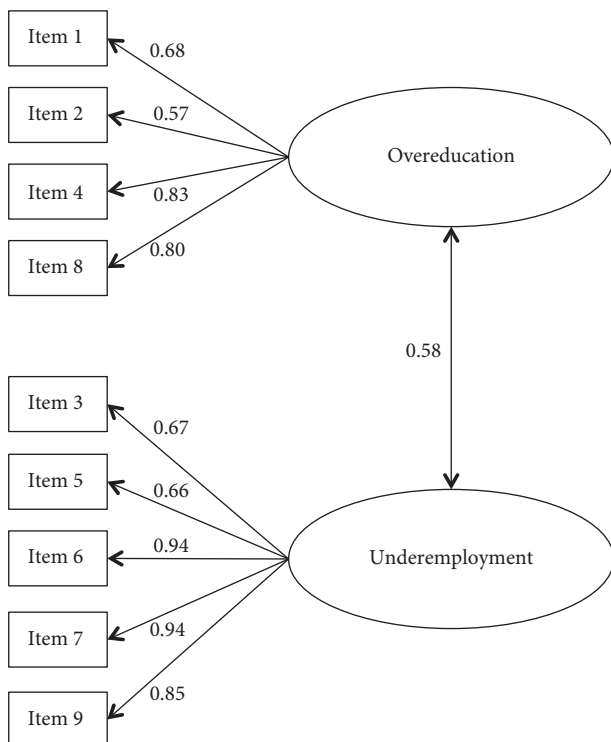 Item 1
0.68
Item 2
0.57
Overeducation
Item 4
0.83
Item 8
0.80
0.58
Item 3
0.67
Item 5
0.66
Item 6
0.94
Underemployment
Item 7
0.94
Item 9
0.85